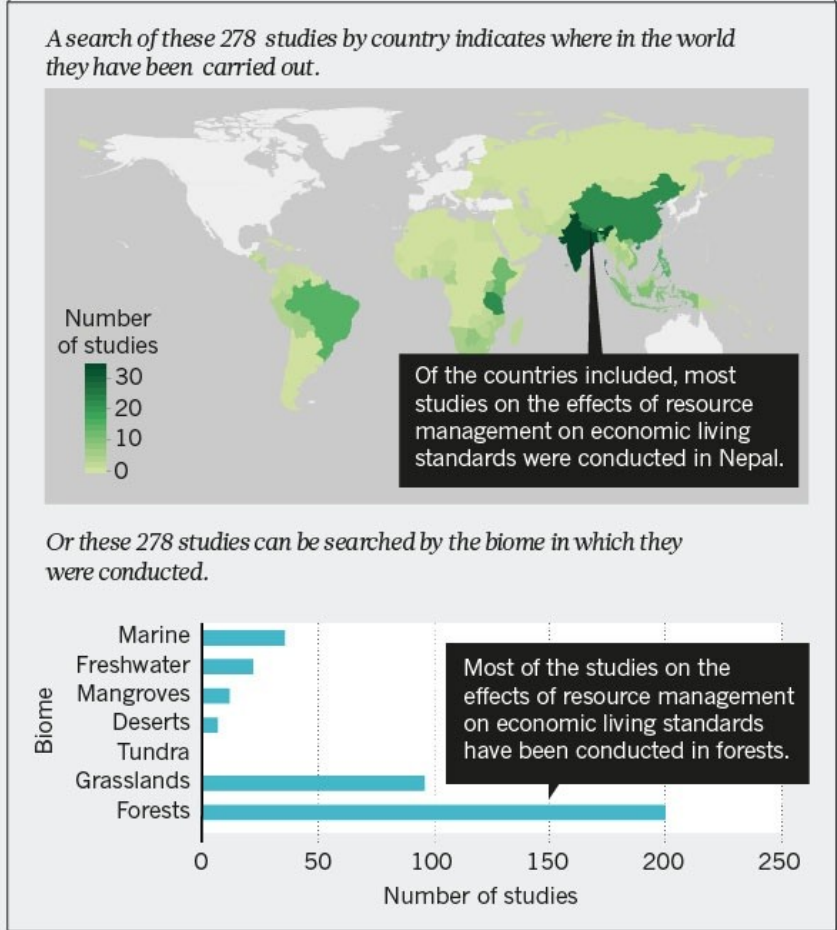 A search of these 278 studies by country indicates where in the world
they have been carried out.
Number
of studies
30
20
10
0
Of the countries included, most
studies on the effects of resource
management on economic living
standards were conducted in Nepal.
Or these 278 studies can be searched by the biome in which they
were conducted.
Biome
Marine
Freshwater
Mangroves
Deserts
Tundra
Grasslands
Forests
Most of the studies on the
effects of resource management
on economic living standards
have been conducted in forests.
0 50 100 150 200 250
Number of studies